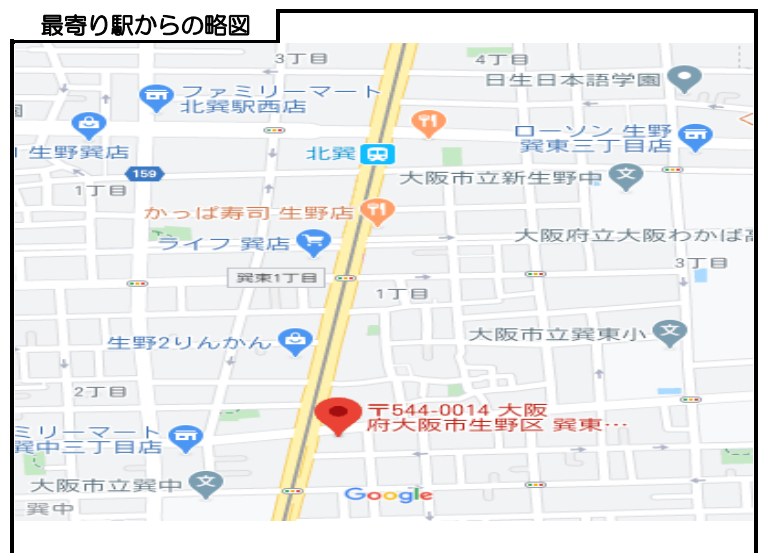 最寄り駅からの略図
3丁目
4丁目
日生日本語学園
ファミリーマート
北巽駅西店
生野巽店
ローソン 生野
巽東三丁目店
北巽
159
1丁目
大阪市立新生野中
かっぱ寿司 生野店
ライフ 巽店
大阪府立大阪わかば高
3丁目
巽東1丁目
1丁目
生野2りんかん
大阪市立巽東小
2丁目
〒544-0014 大阪
府大阪市生野区 巽東…
ミリーマート
巽中三丁目店
大阪市立巽中
巽中
Google